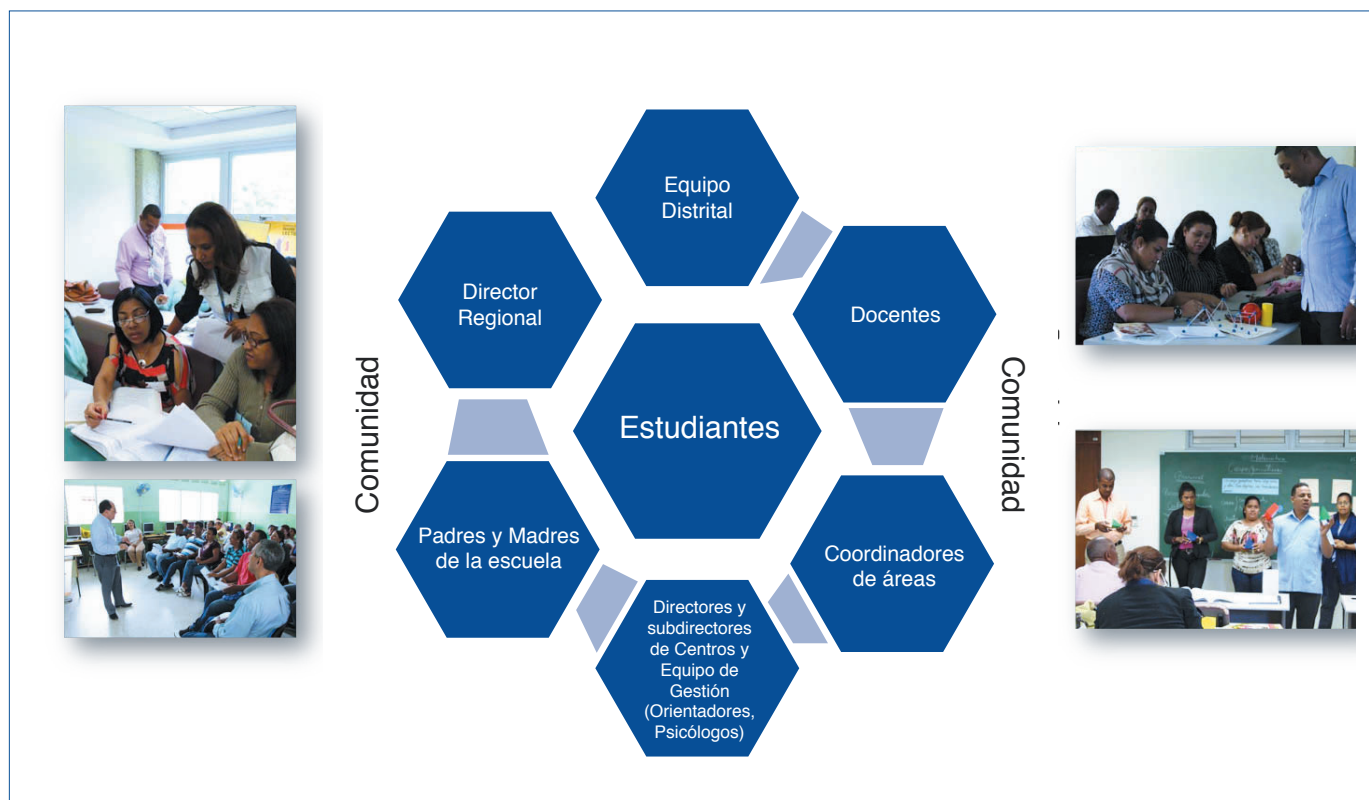 Equipo
Distrital
Director
Regional
Docentes
Comunidad
Estudiantes
Comunidad
Padres y Madres
de la escuela
Coordinadores
de áreas
Directores y
subdirectores
de Centros y
Equipo de
Gestión
(Orientadores,
Psicólogos)